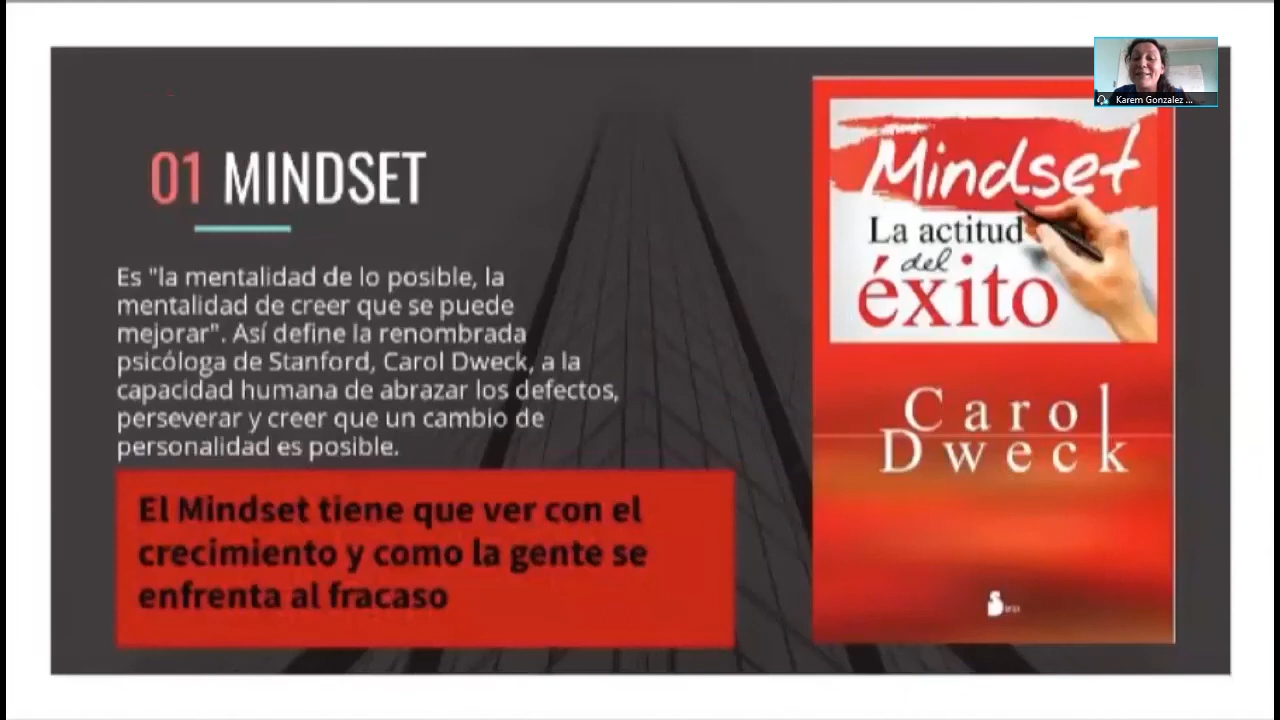 Karem Gonzalez ...
01 MINDSET
Es "la mentalidad de lo posible, la
mentalidad de creer que se puede
mejorar". Así define la renombrada
psicóloga de Stanford, Carol Dweck, a la
capacidad humana de abrazar los defectos,
perseverar y creer que un cambio de
personalidad es posible.
El Mindset tiene que ver con el
crecimiento y como la gente se
enfrenta al fracaso
Mindset
La actitud
del
éxito
Carol
Dweck